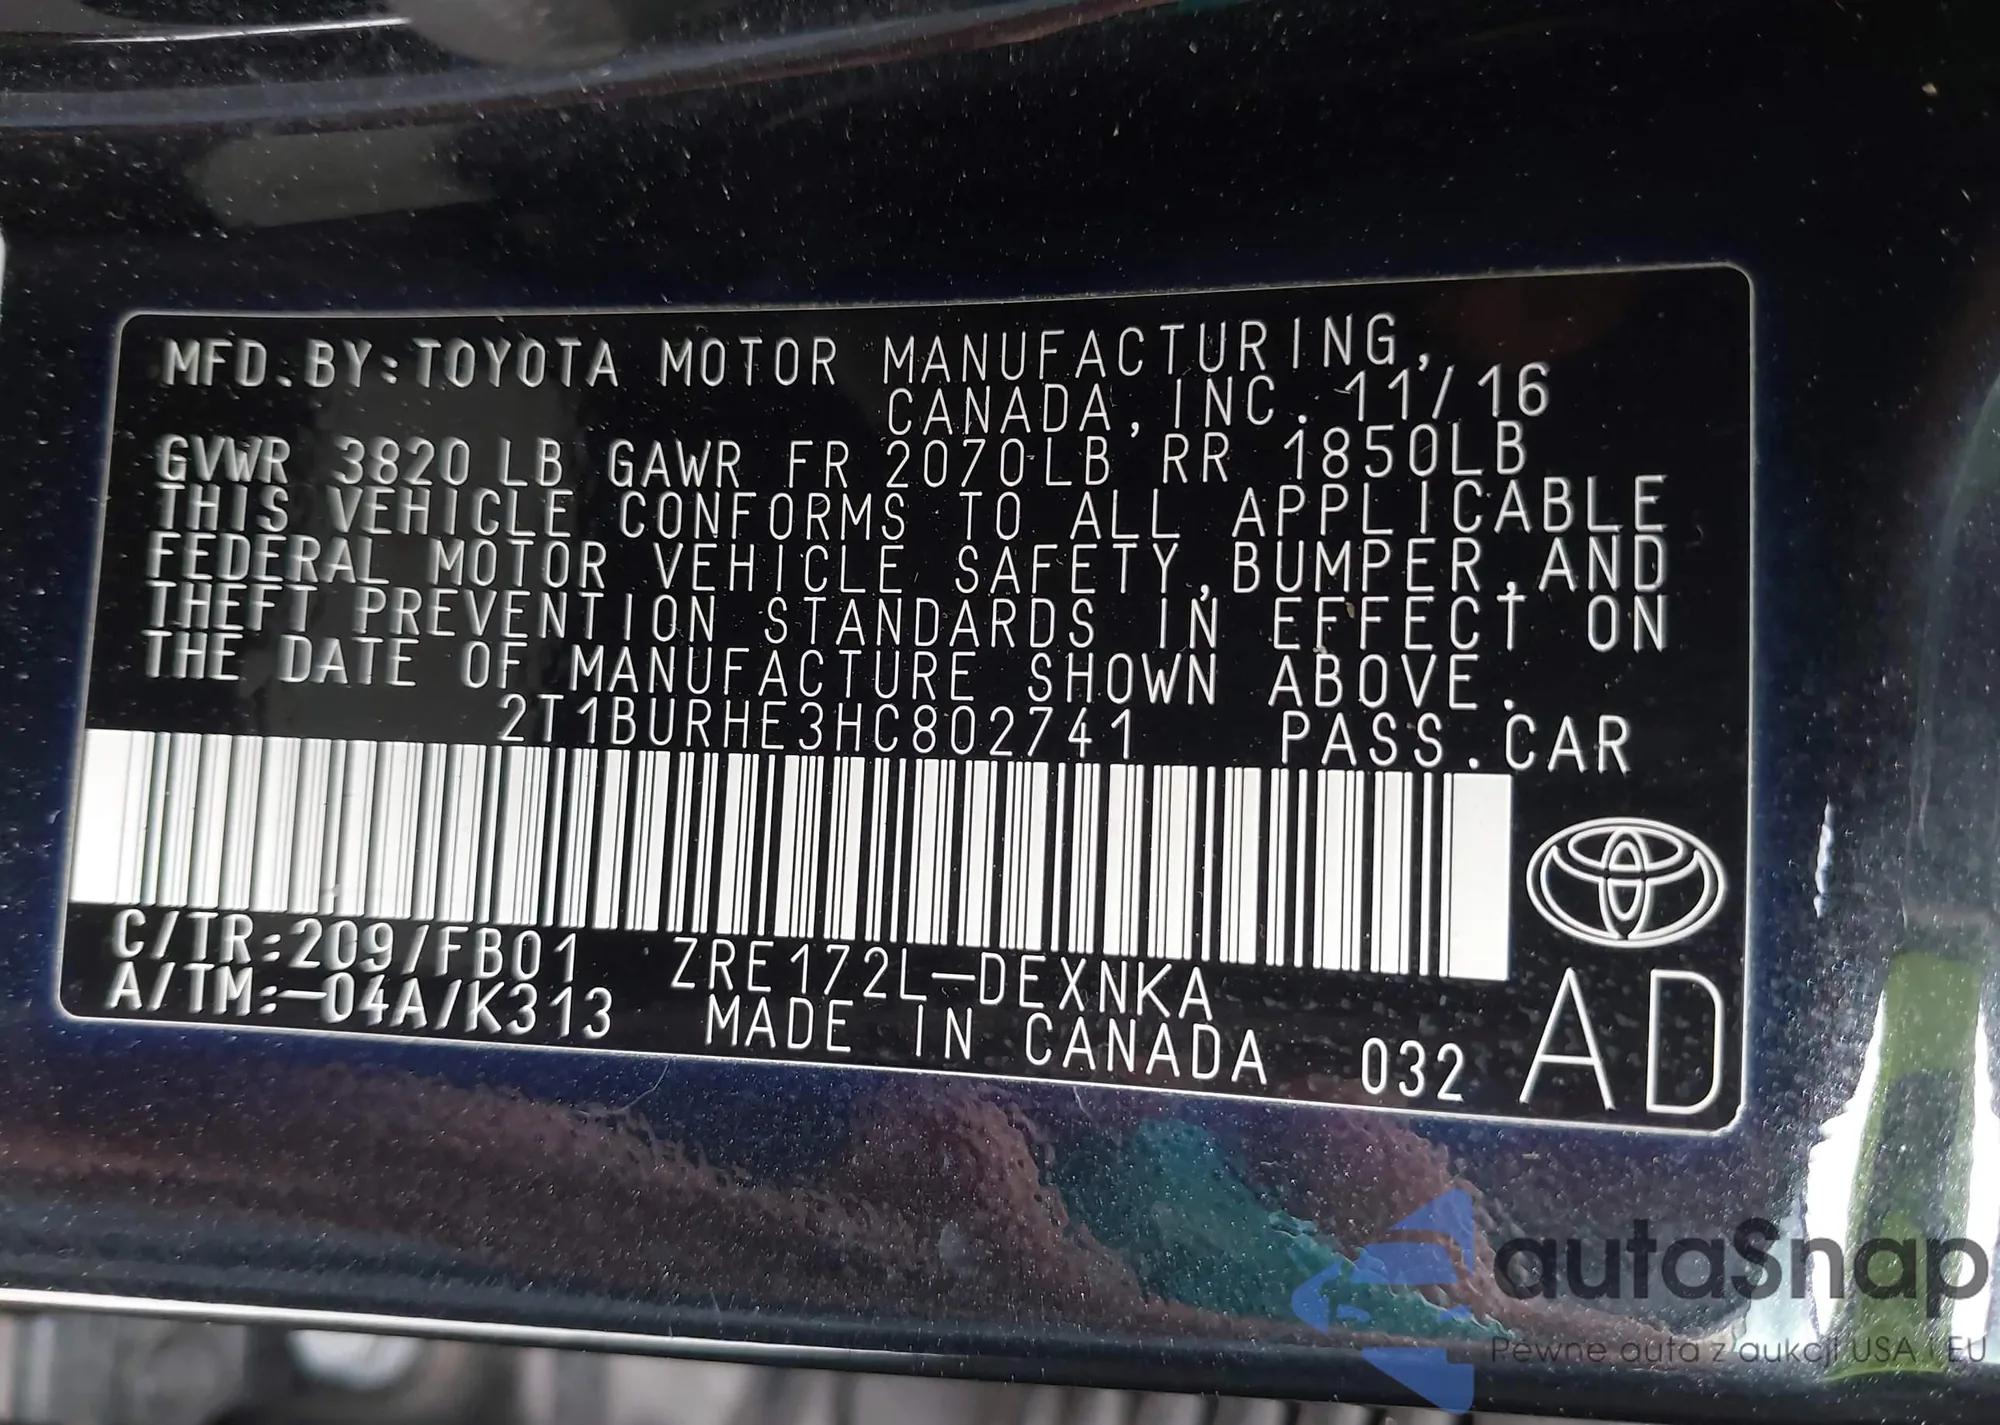 MFD.BY:TOYOTA MOTOR MANUFACTURING,
CANADA, INC. 11/16
GVWR 3820 LB GAWR FR 2070LB RR 1850LB
THIS VEHICLE CONFORMS TO ALL APPLICABLE
FEDERAL MOTOR VEHICLE SAFETY,BUMPER,AND
THEFT PREVENTION STANDARDS IN EFFECT ON
THE DATE OF MANUFACTURE SHOWN ABOVE.
2T1BURHE3HC802741 PASS.CAR
C/TR:209/FB01 ZRE172L-DEXNKA
A/TM:-04A/K313 MADE IN CANADA 032 AD
autaSnap
Pewne auta z aukcji USA i EU